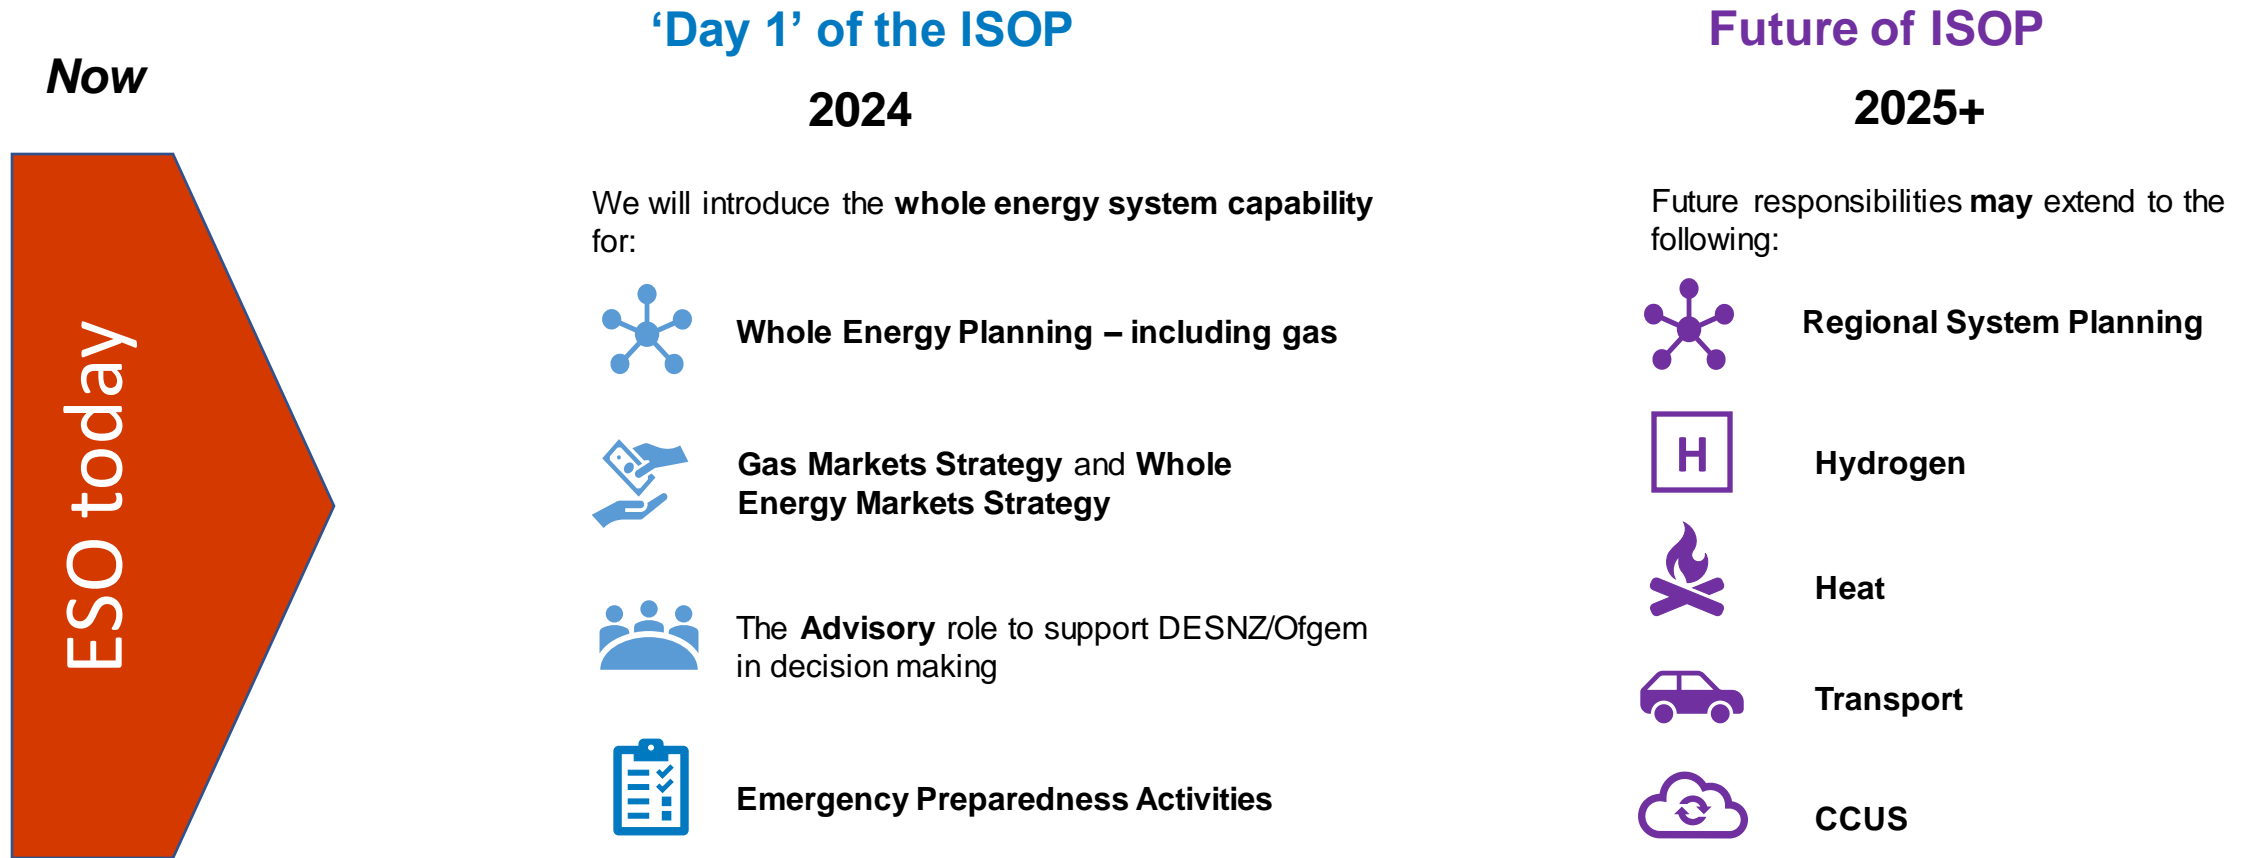 Now
ESO today
‘Day 1’ of the ISOP
2024
We will introduce the whole energy system capability
for:
Whole Energy Planning – including gas
Gas Markets Strategy and Whole
Energy Markets Strategy
The Advisory role to support DESNZ/Ofgem
in decision making
Emergency Preparedness Activities
Future of ISOP
2025+
Future responsibilities may extend to the
following:
Regional System Planning
H
Hydrogen
Heat
Transport
CCUS